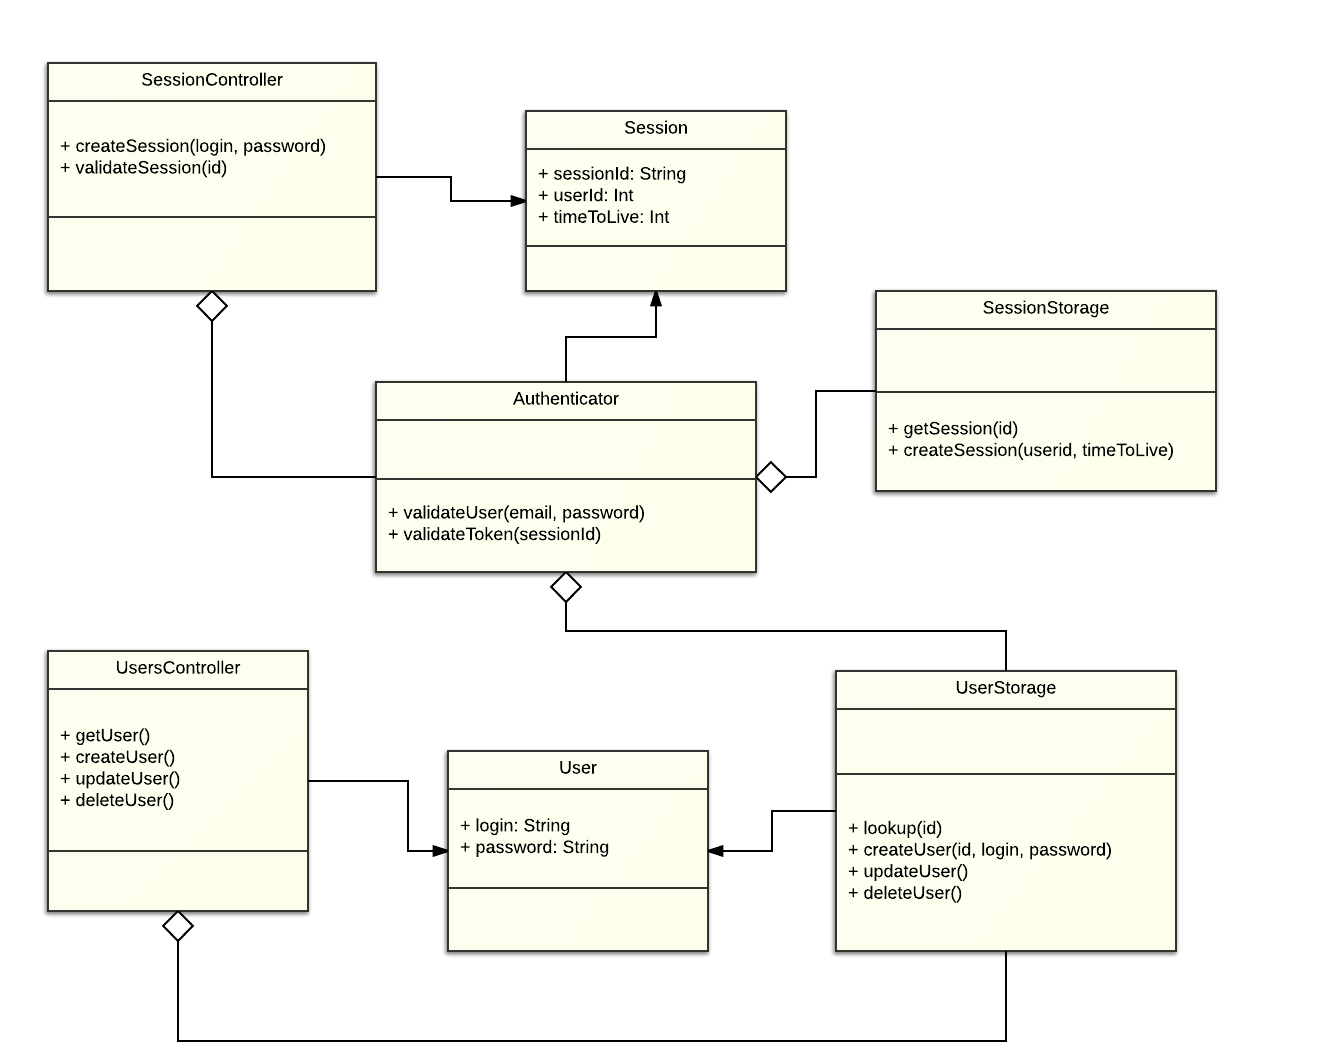 SessionController
+ createSession(login, password)
+ validateSession(id)
Session
+ sessionId: String
+ userId: Int
+ timeToLive: Int
SessionStorage
+ getSession(id)
+ createSession(userid, timeToLive)
Authenticator
+ validateUser(email, password)
+ validateToken(sessionId)
UsersController
+ getUser()
+ createUser()
+ updateUser()
+ deleteUser()
User
+ login: String
+ password: String
UserStorage
+ lookup(id)
+ createUser(id, login, password)
+ updateUser()
+ deleteUser()